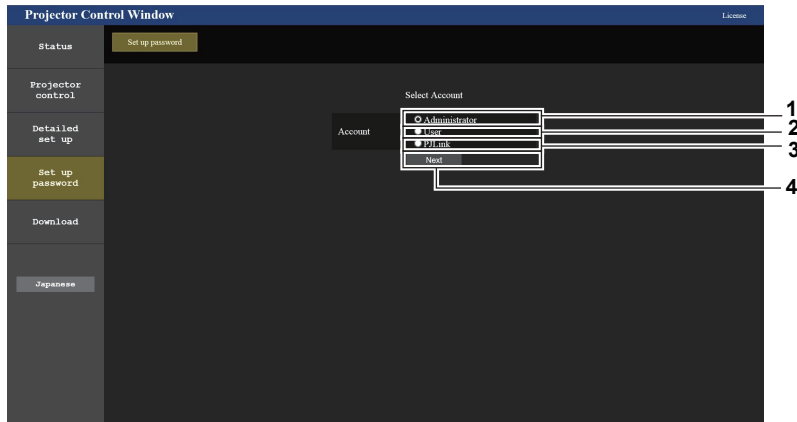 Projector Control Window
License
Status
Set up password
Projector
control
Select Account
1
Administrator
Account
User
2
PJLink
3
Detailed
set up
Next
4
Set up
password
Download
Japanese